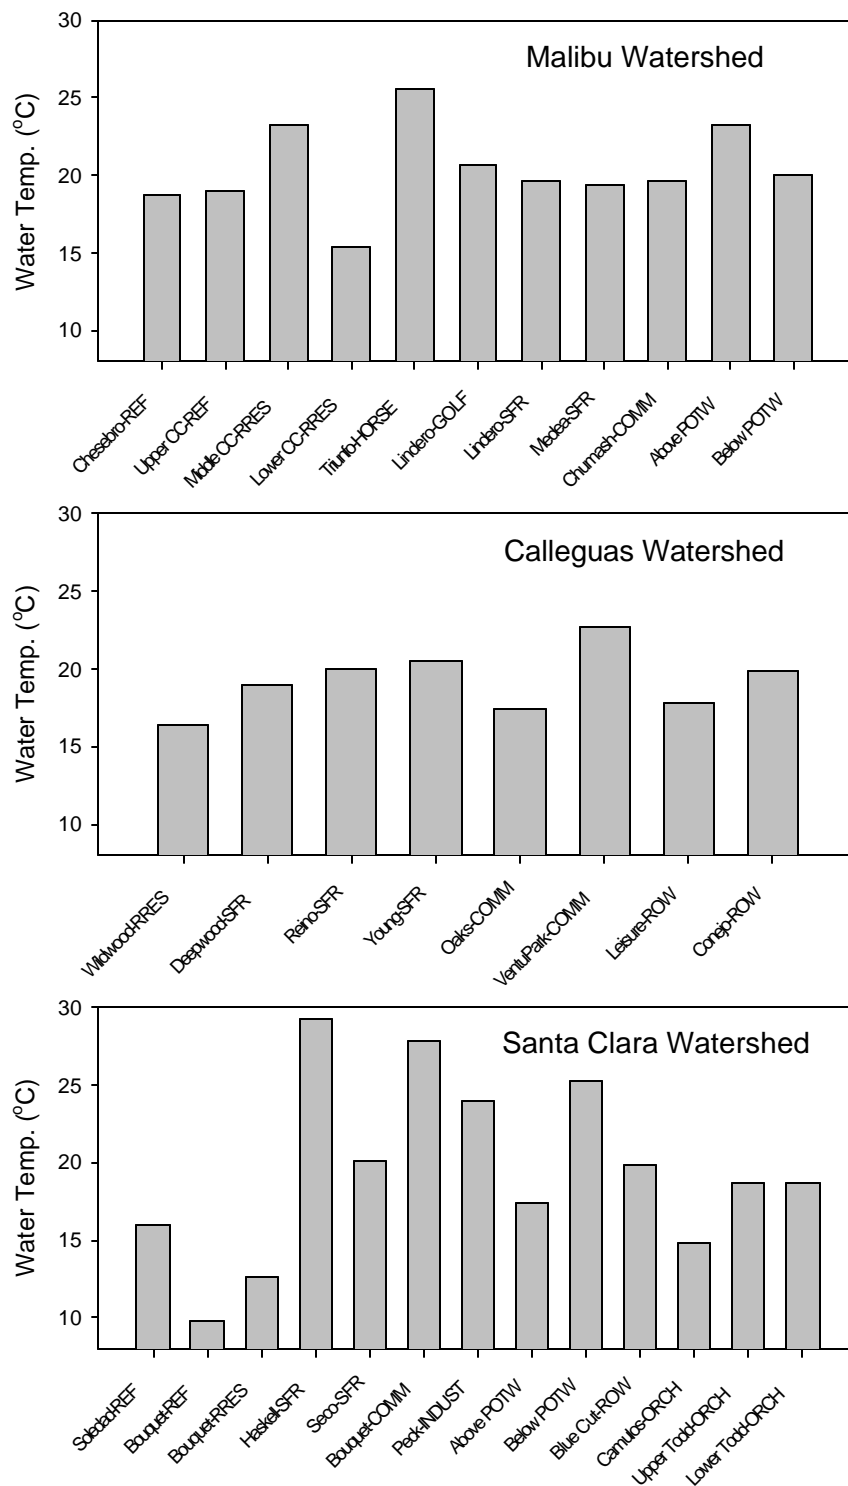 30
Malibu Watershed
25
20
15
10
Water Temp. (°C)
Chesebro-REF
Upper CC-REF
Middle CC-RRES
Lower CC-RRES
Triunfo-HORSE
Lindero-GOLF
Lindero-SFR
Medea-SFR
Chumash-COMM
Above POTW
Below POTW
30
Calleguas Watershed
25
20
15
10
Water Temp. (°C)
Wildwood-RRES
Deepwood-SFR
Reino-SFR
Young-SFR
Oaks-COMM
VentuPark-COMM
Leisure-ROW
Conejo-ROW
30
Santa Clara Watershed
25
20
15
10
Water Temp. (°C)
Soledad-REF
Bouquet-REF
Bouquet-RRES
Haskell-SFR
Seco-SFR
Bouquet-COMM
Peck-INDUST
Above POTW
Below POTW
Blue Cut-ROW
Camulos-ORCH
Upper Todd-ORCH
Lower Todd-ORCH